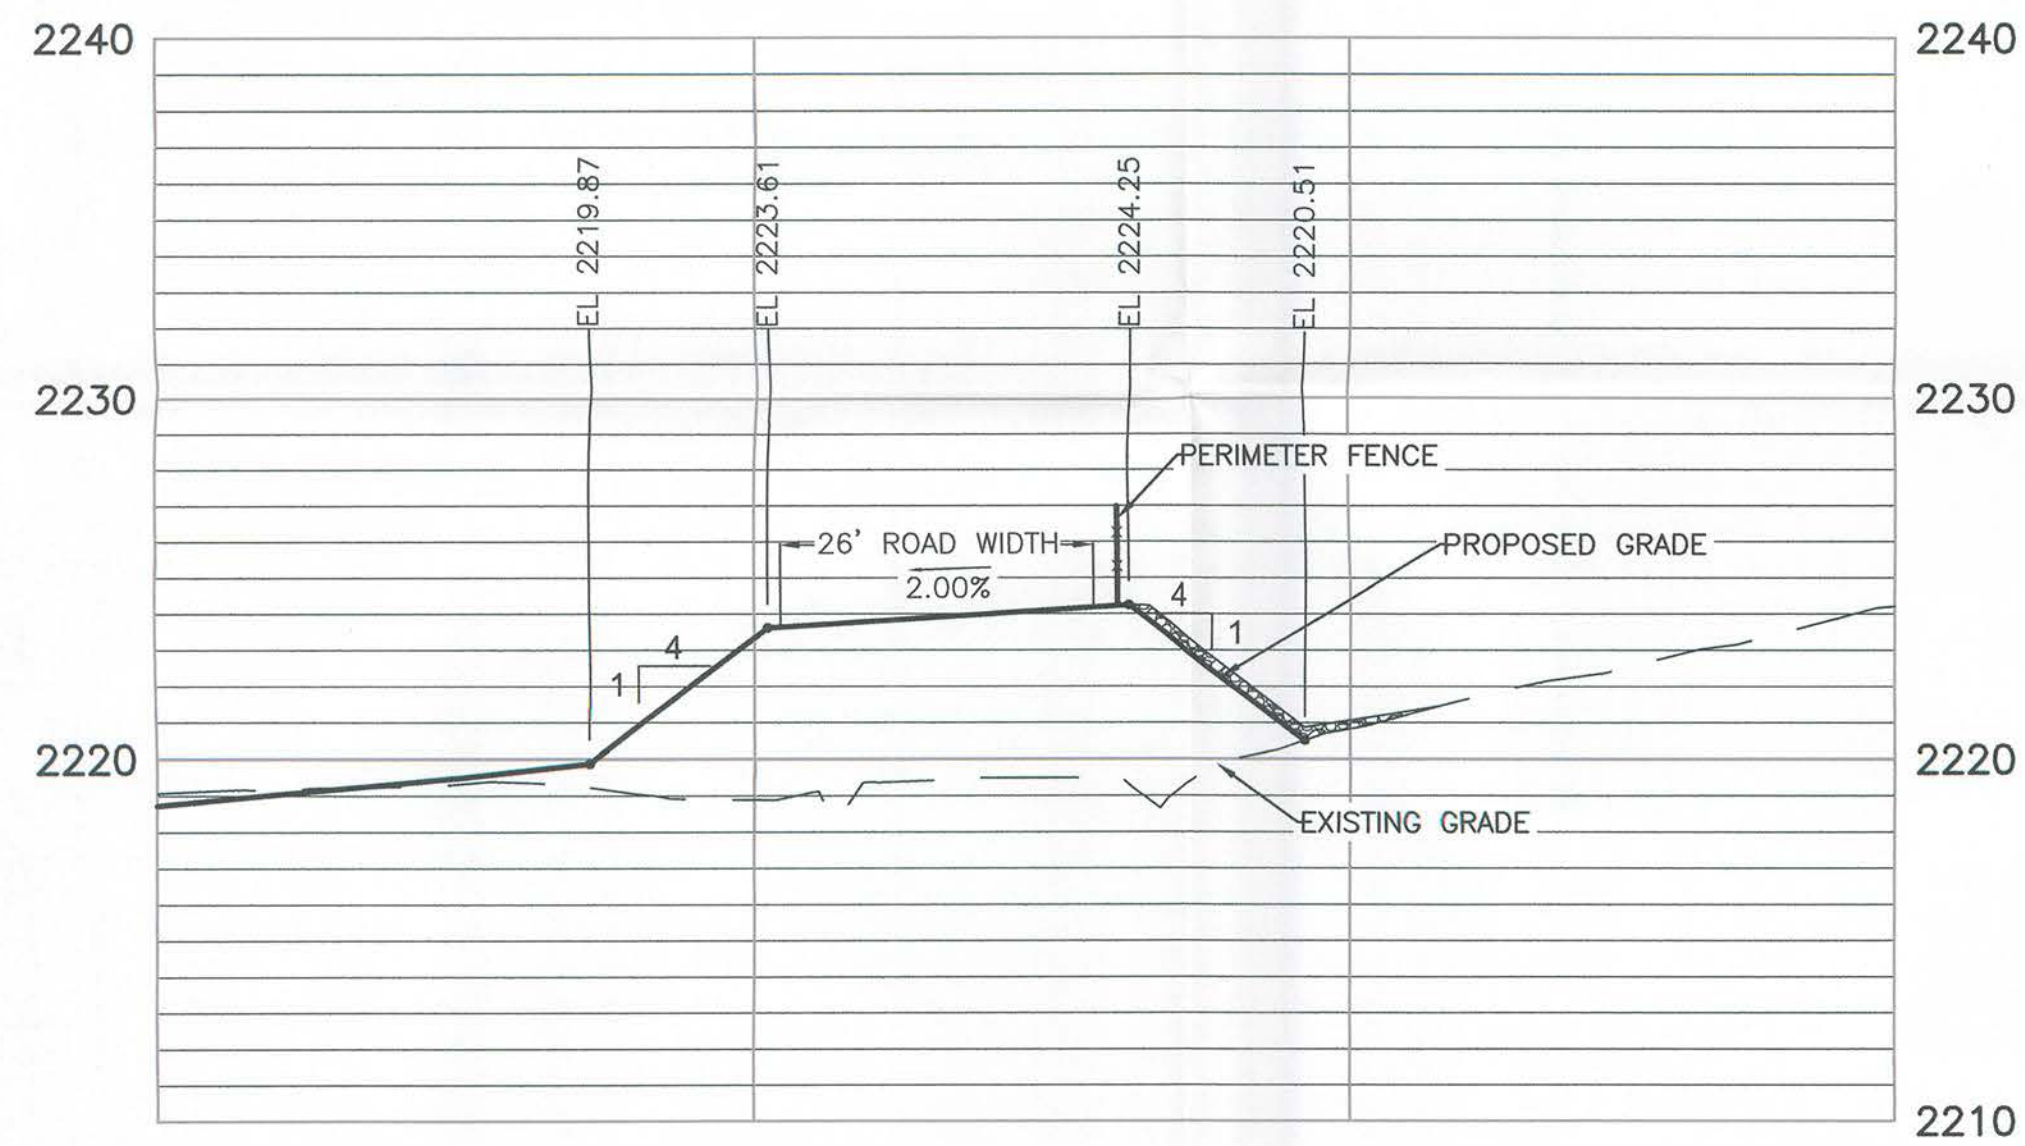 2240
2240
EL 2219.87
EL 2223.61
EL 2224.25
EL 2220.51
2230
2230
PERIMETER FENCE
26' ROAD WIDTH
PROPOSED GRADE
2.00%
4
1
4
1
2220
2220
EXISTING GRADE
2210